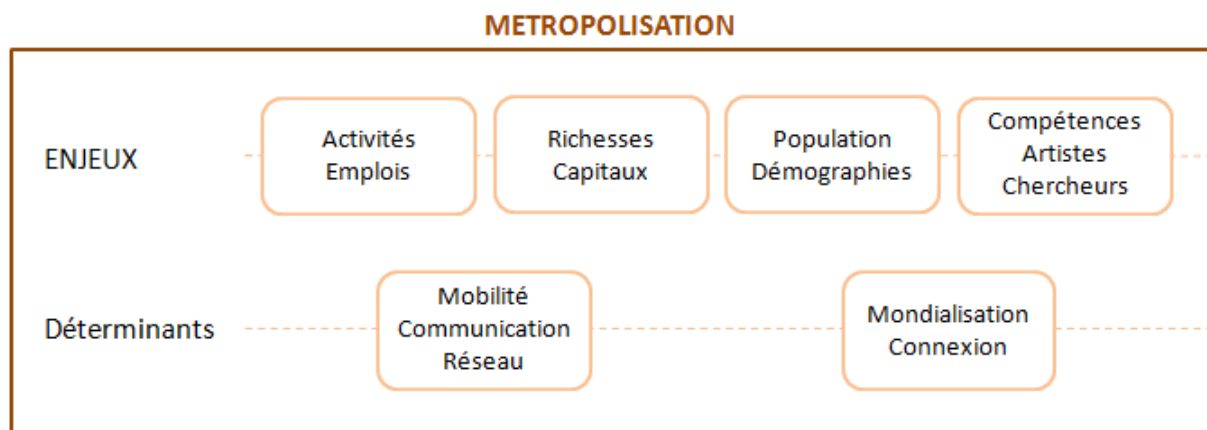 METROPOLISATION
ENJEUX
Activités
Emplois
Richesses
Capitaux
Population
Démographies
Compétences
Artistes
Chercheurs
Déterminants
Mobilité
Communication
Réseau
Mondialisation
Connexion